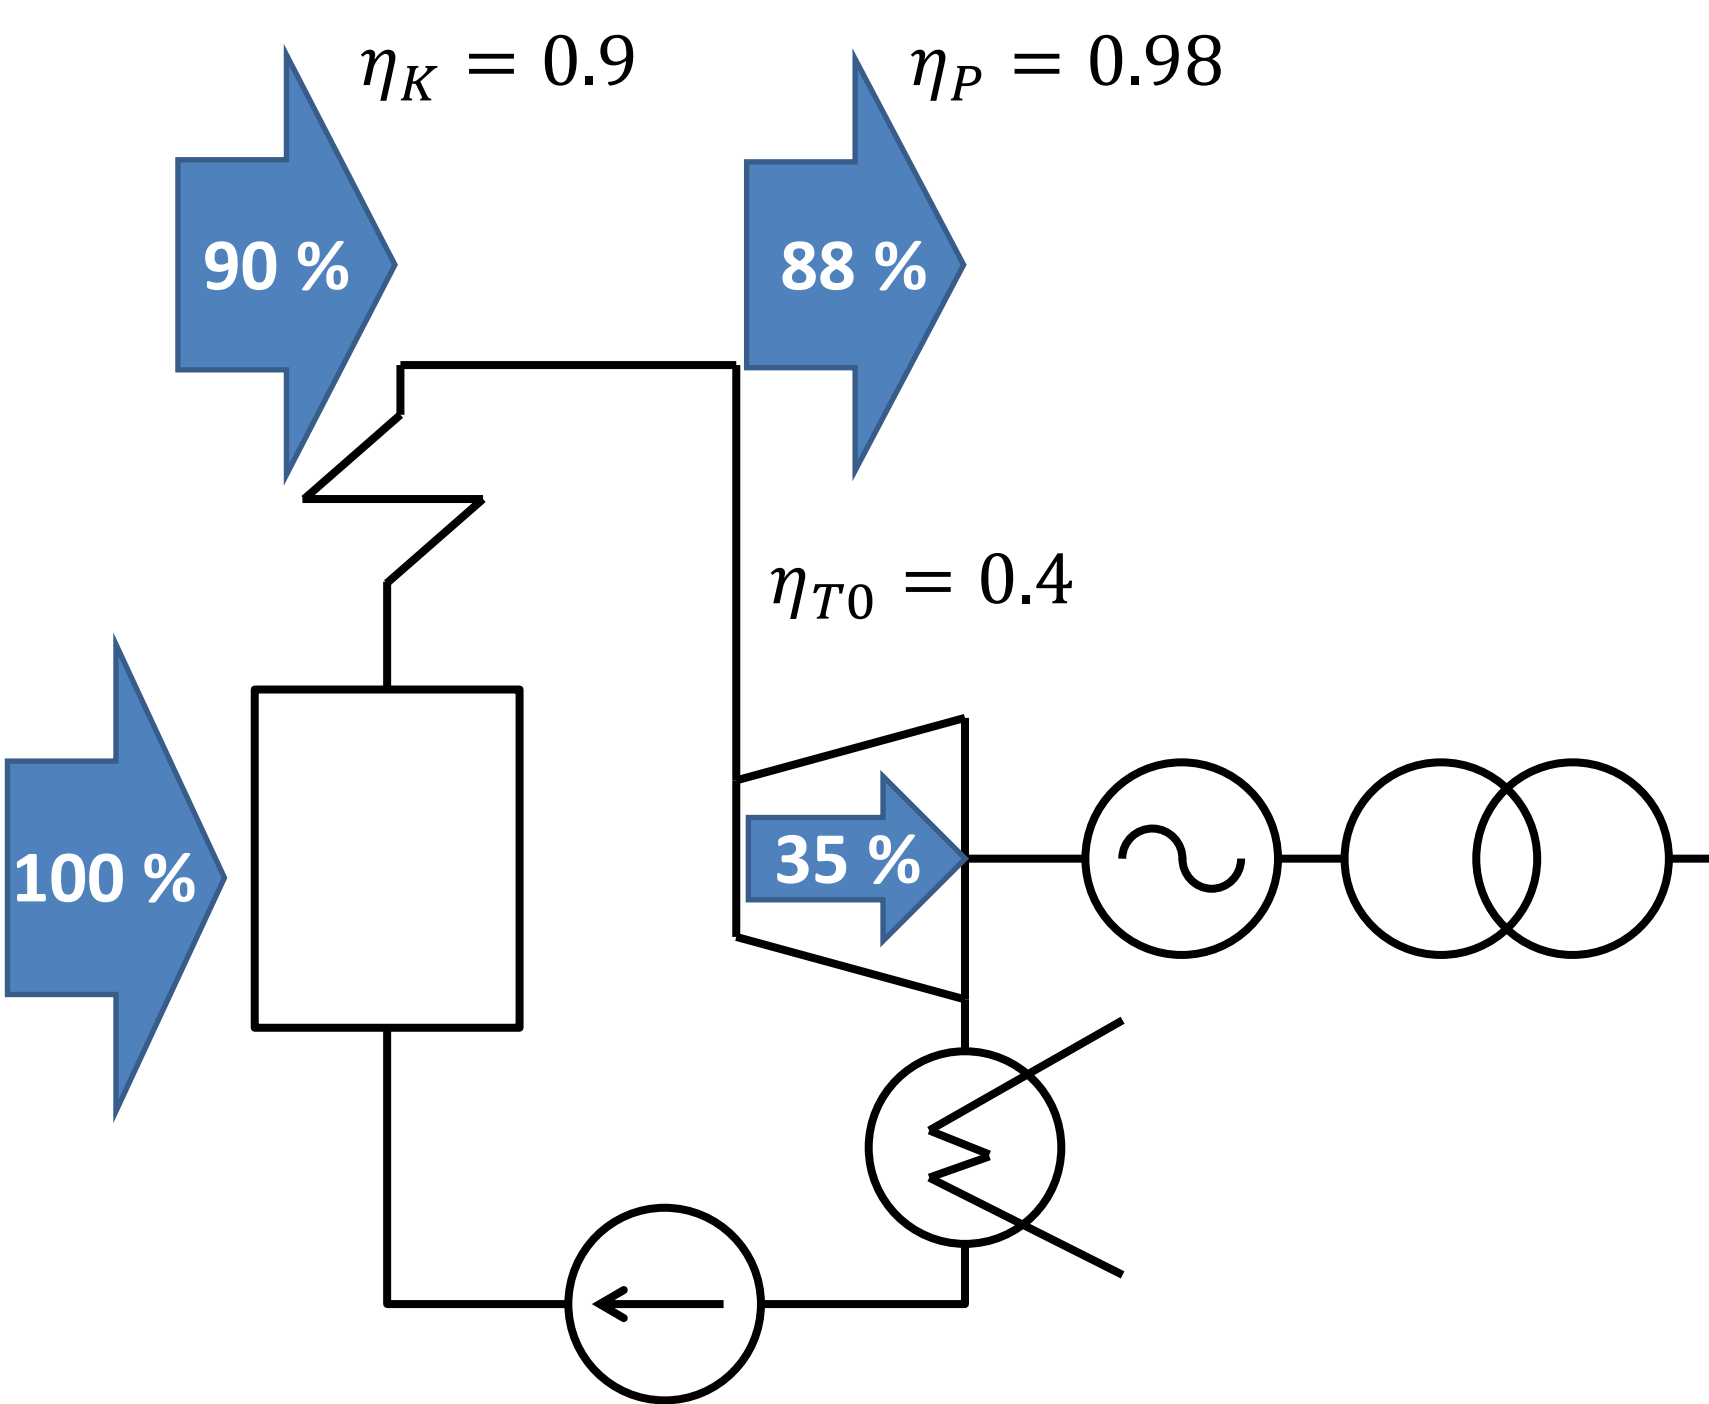 η_K = 0.9
η_P = 0.98
90 %
88 %
η_T0 = 0.4
35 %
100 %